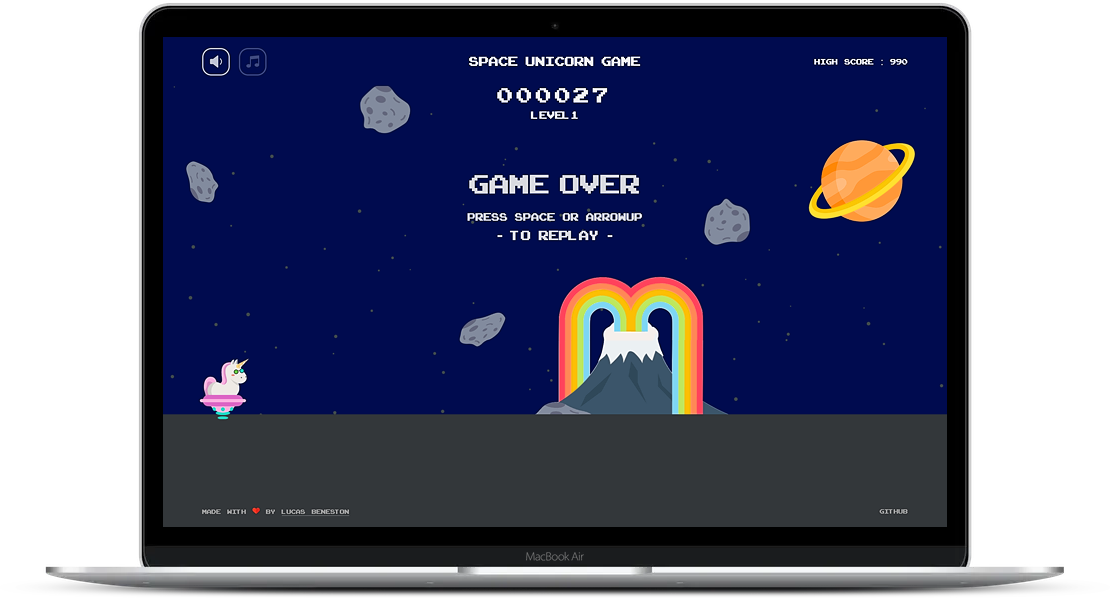 SPACE UNICORN GAME
HIGH SCORE : 990
000027
LEVEL 1
GAME OVER
PRESS SPACE OR ARROWUP
- TO REPLAY -
MADE WITH ❤ BY LUCAS BENESTON
GITHUB
MacBook Air